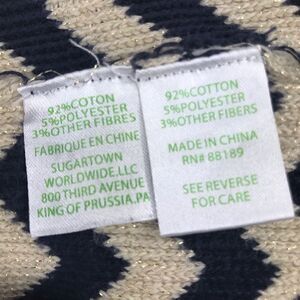 92%COTON
5%POLYESTER
3%OTHER FIBRES
FABRIQUE EN CHINE
SUGARTOWN
WORLDWIDE,LLC
800 THIRD AVENUE
KING OF PRUSSIA,PA
92%COTTON
5%POLYESTER
3%OTHER FIBERS
MADE IN CHINA
RN# 88189
SEE REVERSE
FOR CARE